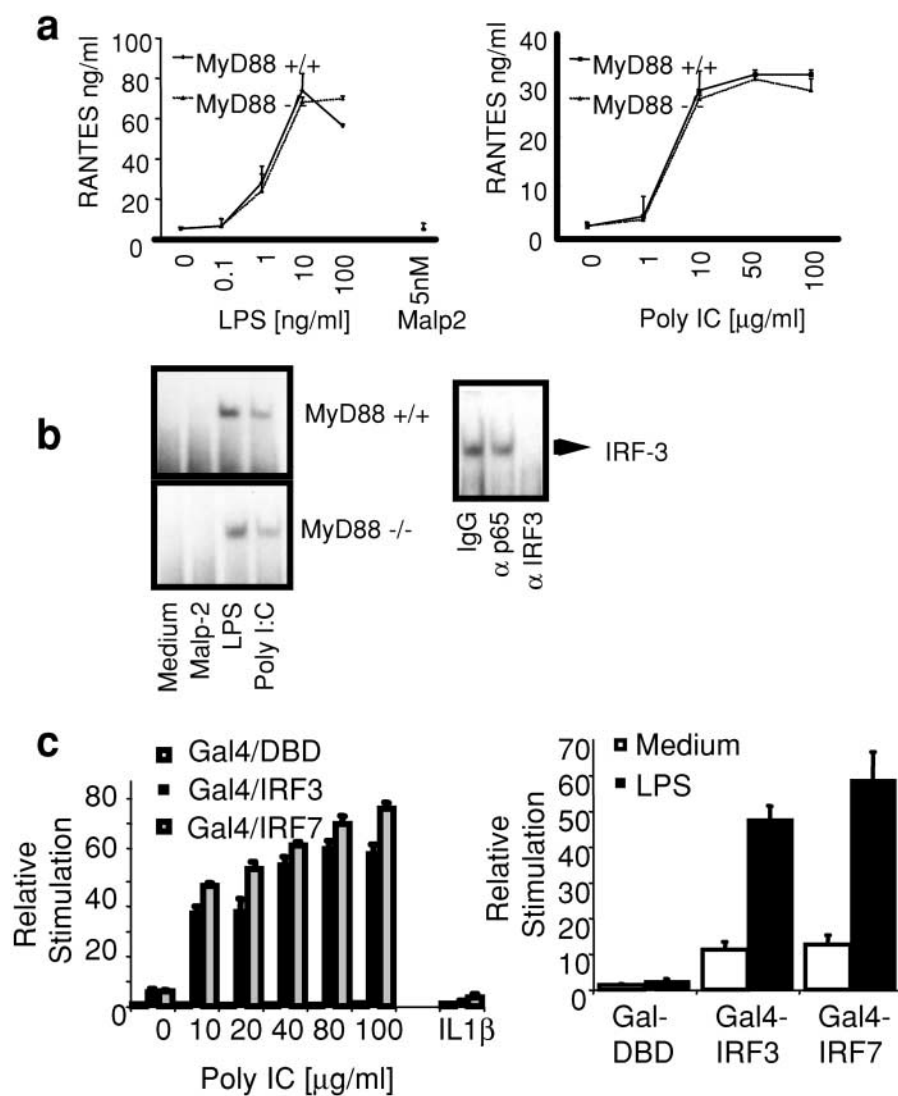 a
100
80
60
40
20
0
RANTES ng/ml
MyD88 +/+
MyD88 -
0
0.1
1
10
100
5nM
LPS [ng/ml]
Malp2
40
30
20
10
0
RANTES ng/ml
MyD88 +/+
MyD88 -/-
0
1
10
50
100
Poly IC [μg/ml]
b
MyD88 +/+
MyD88 -/-
Medium
Malp-2
LPS
Poly I:C
IRF-3
IgG
α p65
α IRF3
c
Gal4/DBD
Gal4/IRF3
Gal4/IRF7
80
60
40
20
0
Relative
Stimulation
0
10
20
40
80
100
IL1β
Poly IC [μg/ml]
70
60
50
40
30
20
10
0
Relative
Stimulation
Medium
LPS
Gal-
DBD
Gal4-
IRF3
Gal4-
IRF7